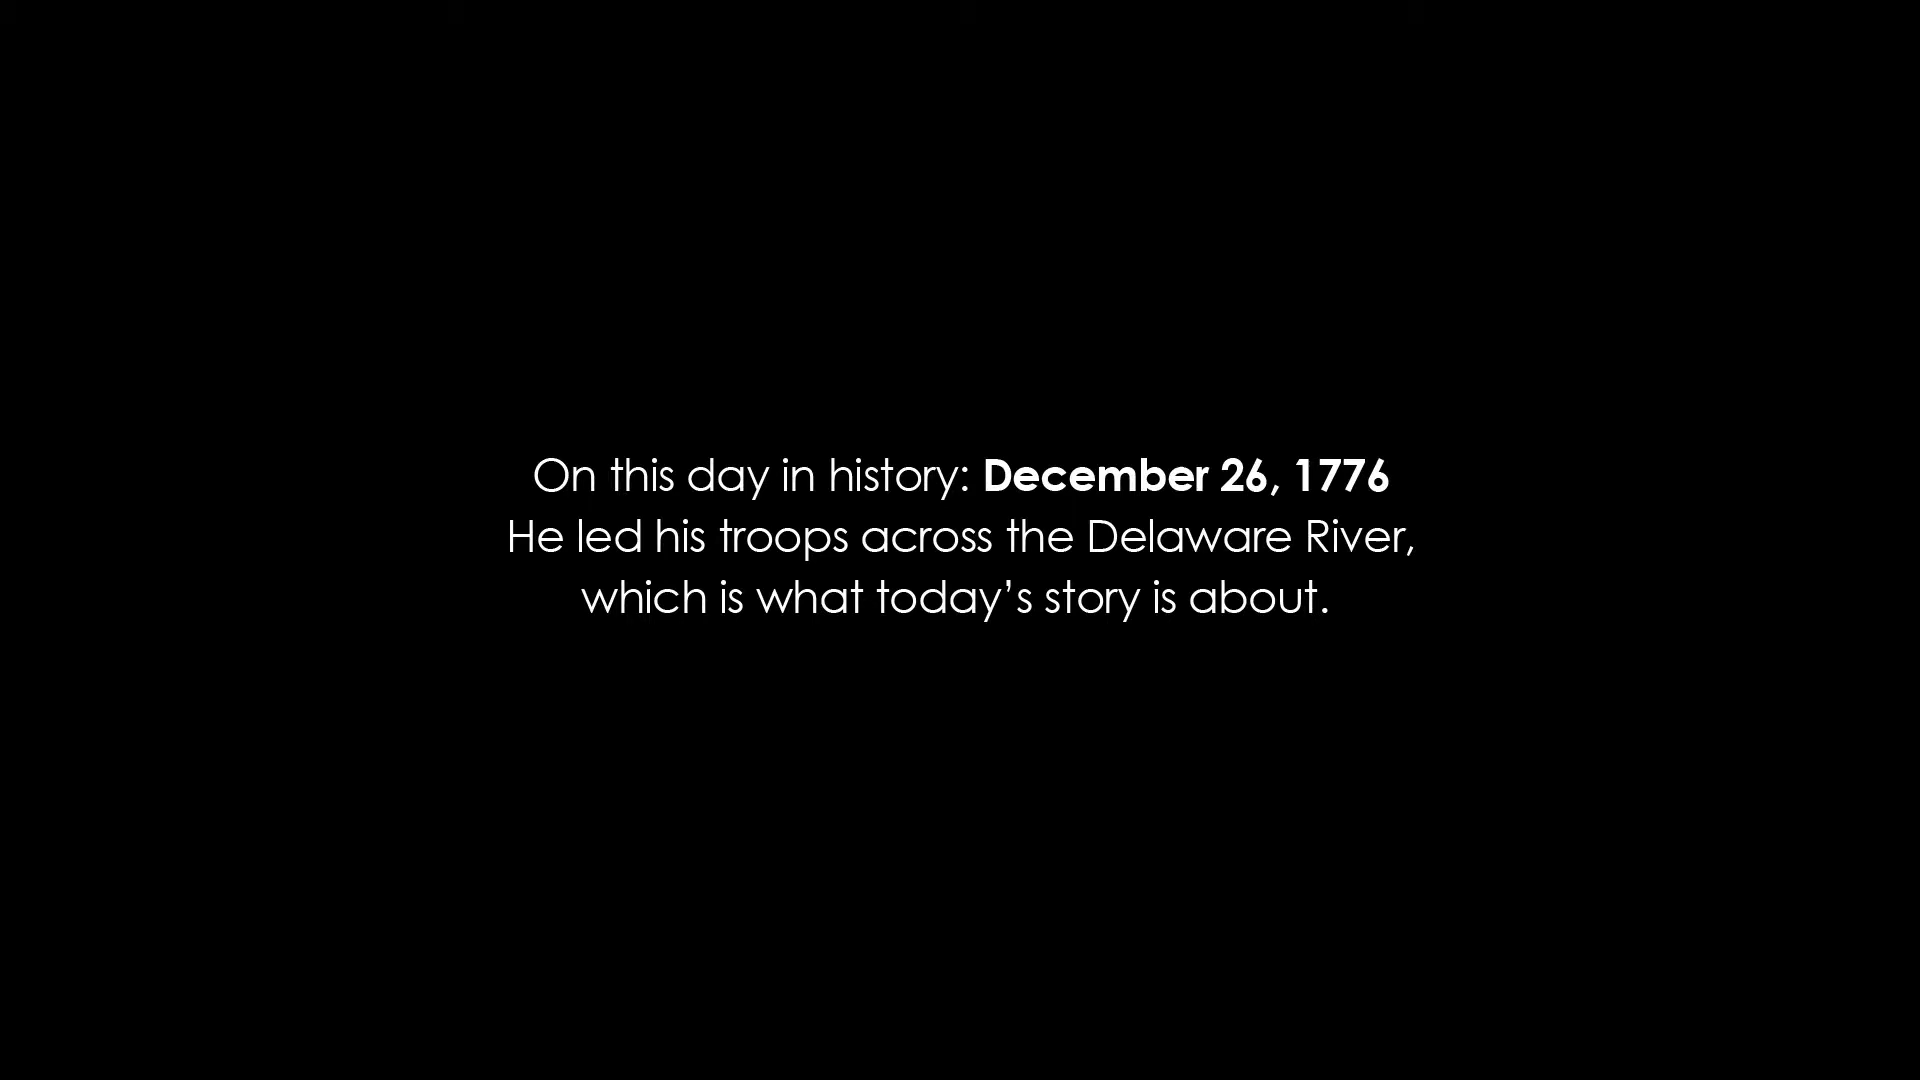 On this day in history: December 26, 1776
He led his troops across the Delaware River,
which is what today’s story is about.